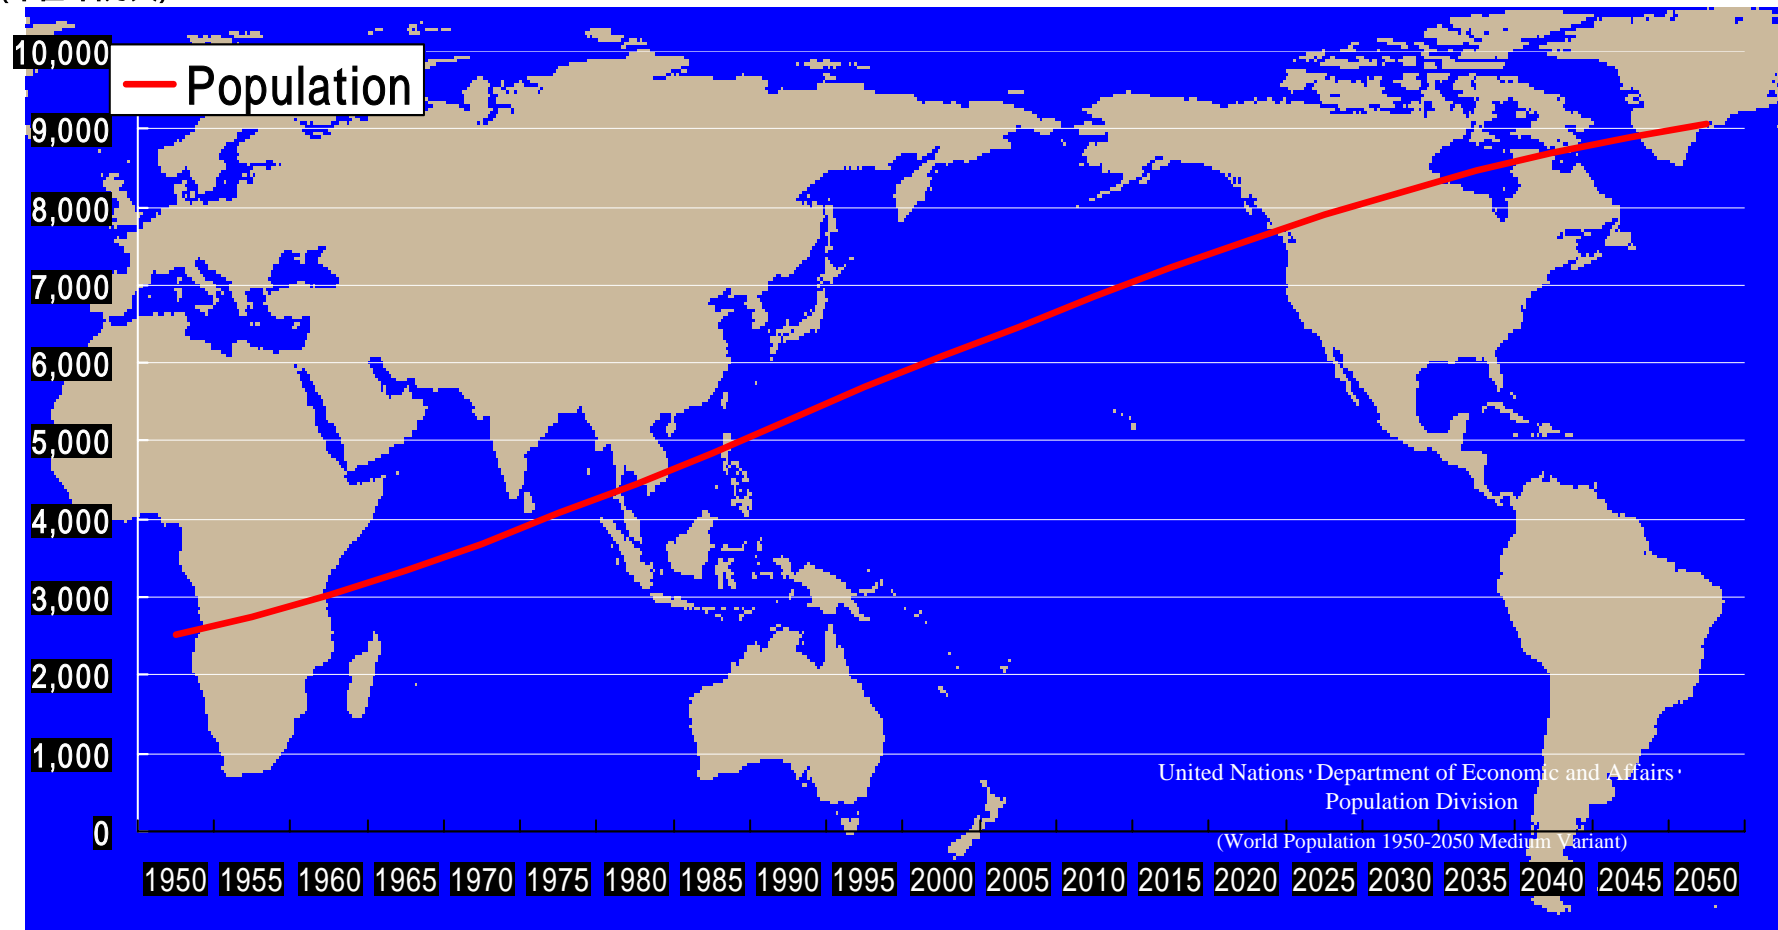 10,000
Population
9,000
8,000
7,000
6,000
5,000
4,000
3,000
2,000
1,000
0
United Nations・Department of Economic and Affairs・
Population Division
(World Population 1950-2050 Medium Variant)
1950 1955 1960 1965 1970 1975 1980 1985 1990 1995 2000 2005 2010 2015 2020 2025 2030 2035 2040 2045 2050